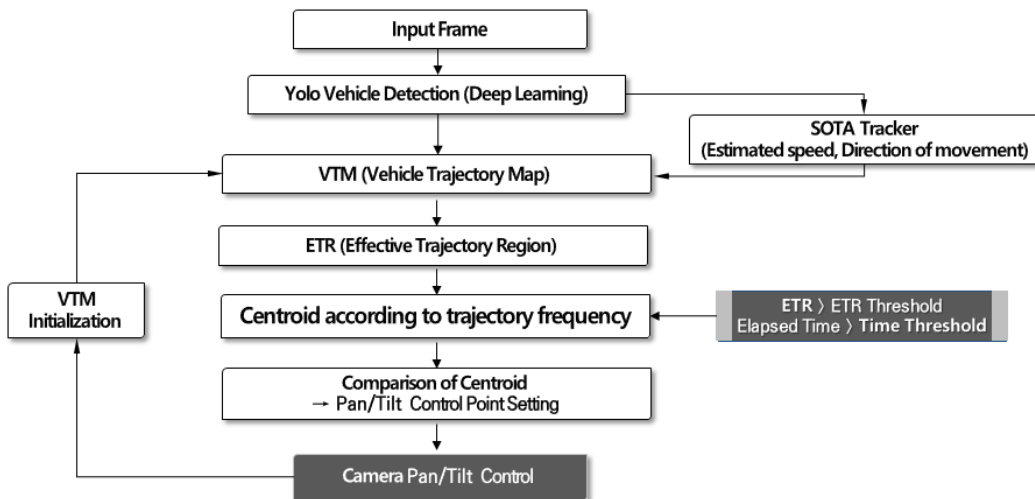 Input Frame
Yolo Vehicle Detection (Deep Learning)
SOTA Tracker
(Estimated speed, Direction of movement)
VTM (Vehicle Trajectory Map)
ETR (Effective Trajectory Region)
VTM
Initialization
Centroid according to trajectory frequency
ETR 〉 ETR Threshold
Elapsed Time 〉 Time Threshold
Comparison of Centroid
→ Pan/Tilt Control Point Setting
Camera Pan/Tilt Control